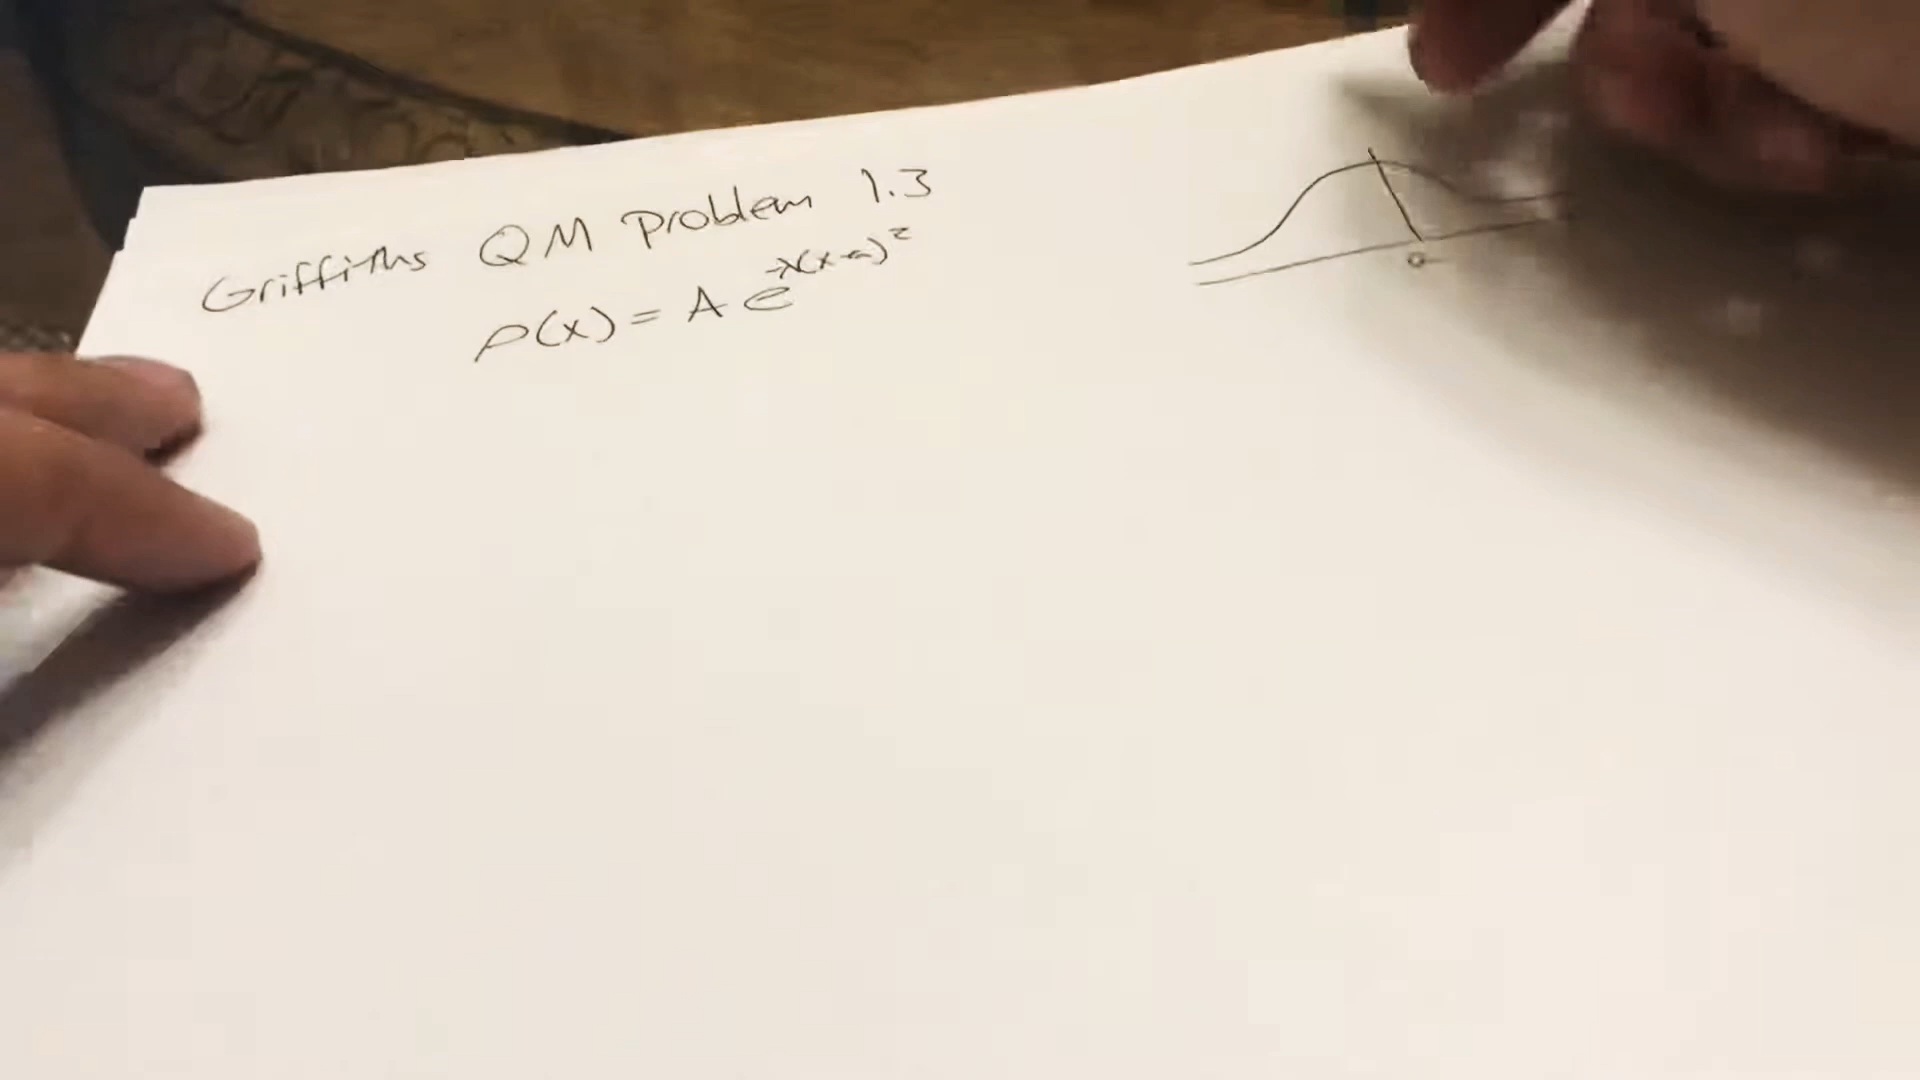 Griffiths QM Problem 1.3
ρ(x) = A e^{-λ(x-a)^2}
a